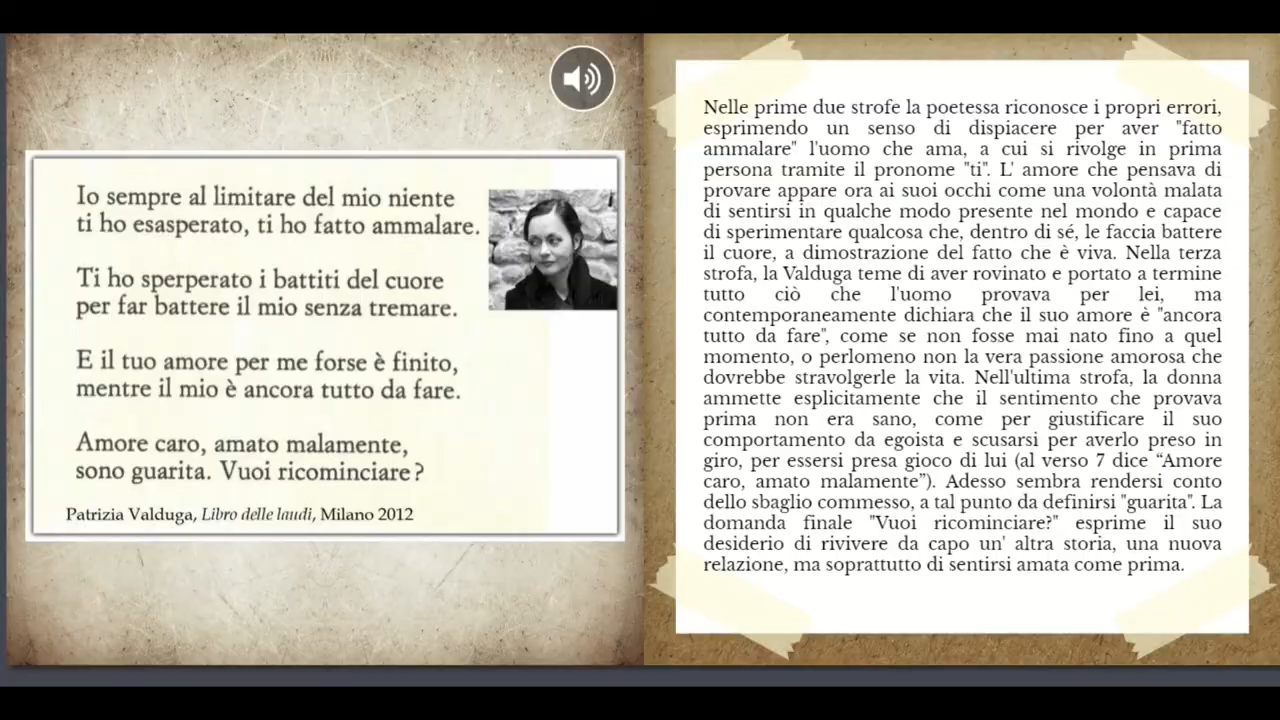 Io sempre al limitare del mio niente
ti ho esasperato, ti ho fatto ammalare.
Ti ho sperperato i battiti del cuore
per far battere il mio senza tremare.
E il tuo amore per me forse è finito,
mentre il mio è ancora tutto da fare.
Amore caro, amato malamente,
sono guarita. Vuoi ricominciare?
Patrizia Valduga, Libro delle laudi, Milano 2012
Nelle prime due strofe la poetessa riconosce i propri errori,
esprimendo un senso di dispiacere per aver "fatto
ammalare" l'uomo che ama, a cui si rivolge in prima
persona tramite il pronome "ti". L' amore che pensava di
provare appare ora ai suoi occhi come una volontà malata
di sentirsi in qualche modo presente nel mondo e capace
di sperimentare qualcosa che, dentro di sé, le faccia battere
il cuore, a dimostrazione del fatto che è viva. Nella terza
strofa, la Valduga teme di aver rovinato e portato a termine
tutto ciò che l'uomo provava per lei, ma
contemporaneamente dichiara che il suo amore è "ancora
tutto da fare", come se non fosse mai nato fino a quel
momento, o perlomeno non la vera passione amorosa che
dovrebbe stravolgerle la vita. Nell'ultima strofa, la donna
ammette esplicitamente che il sentimento che provava
prima non era sano, come per giustificare il suo
comportamento da egoista e scusarsi per averlo preso in
giro, per essersi presa gioco di lui (al verso 7 dice “Amore
caro, amato malamente”). Adesso sembra rendersi conto
dello sbaglio commesso, a tal punto da definirsi "guarita". La
domanda finale "Vuoi ricominciare?" esprime il suo
desiderio di rivivere da capo un' altra storia, una nuova
relazione, ma soprattutto di sentirsi amata come prima.